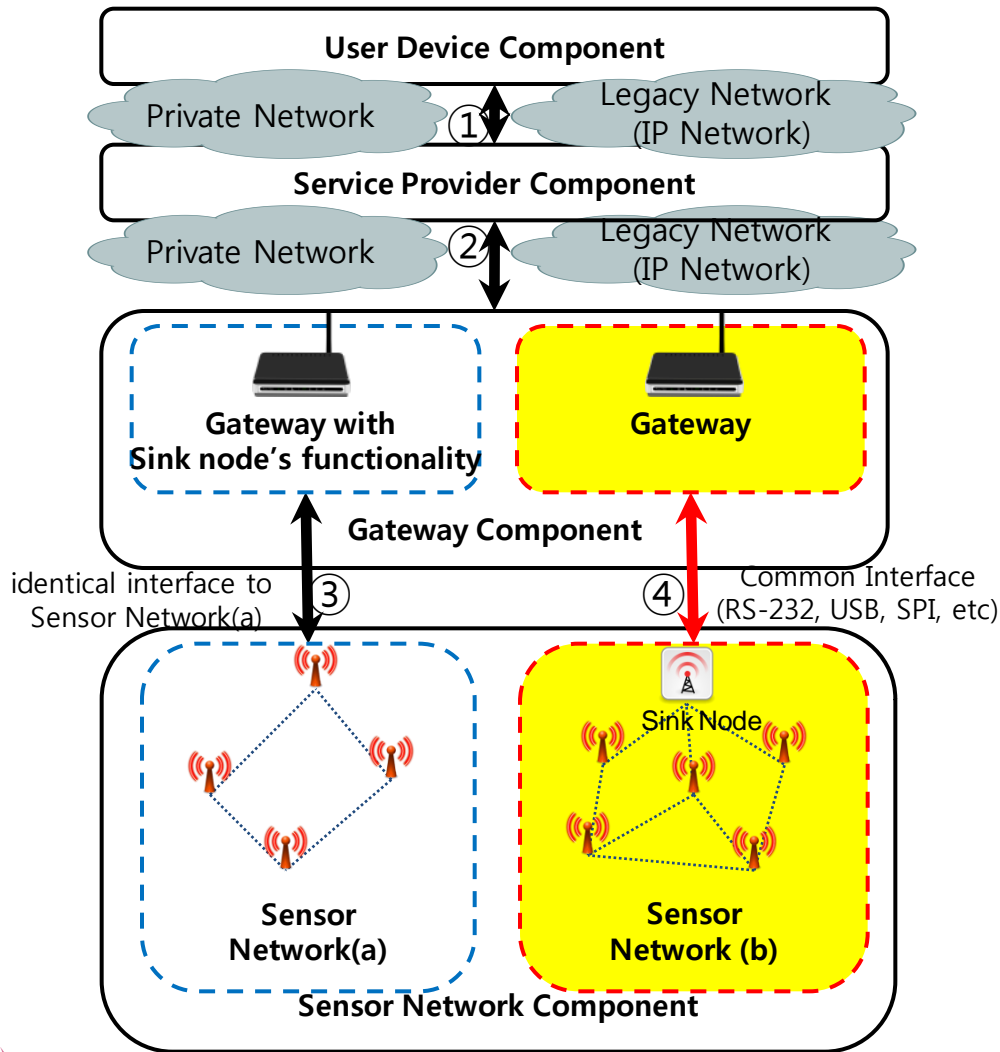 User Device Component
Private Network
①
Legacy Network
(IP Network)
Service Provider Component
Private Network
②
Legacy Network
(IP Network)
Gateway with
Sink node's functionality
Gateway
Gateway Component
identical interface to
Sensor Network(a)
③
④
Common Interface
(RS-232, USB, SPI, etc)
Sink Node
Sensor
Network(a)
Sensor
Network (b)
Sensor Network Component